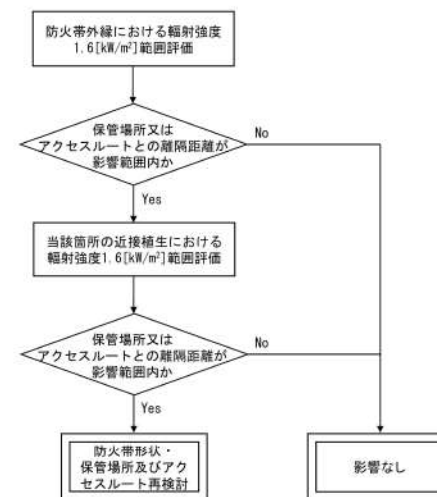 防火帯外縁における輻射強度
1.6[kW/m²]範囲評価
保管場所又は
アクセスルートとの離隔距離が
影響範囲内か
No
Yes
当該箇所の近接植生における
輻射強度1.6[kW/m²]範囲評価
保管場所又は
アクセスルートとの離隔距離が
影響範囲内か
No
Yes
防火帯形状・
保管場所及びアク
セスルート再検討
影響なし